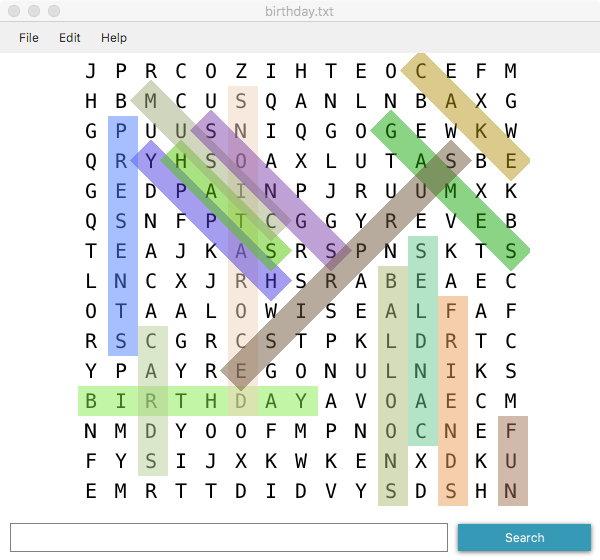 birthday.txt
File Edit Help
J P R C O Z I H T E O C E F M
H B M C U S Q A N L N B A X G
G P U U S N I Q G O G E W K W
Q R Y H S O A X L U T A S B E
G E D P A I N P J R U U M X K
Q S N F P T C G G Y R E V E B
T E A J K A S R S P N S K T S
L N C X J R H S R A B E A E C
O T A A L O W I S E A L F A F
R S C G R C S T P K L D R T C
Y P A Y R E G O N U L N I K S
B I R T H D A Y A V O A E C M
N M D Y O O F M P N O C N E F
F Y S I J X K W K E N X D K U
E M R T T D I D V Y S D S H N
Search